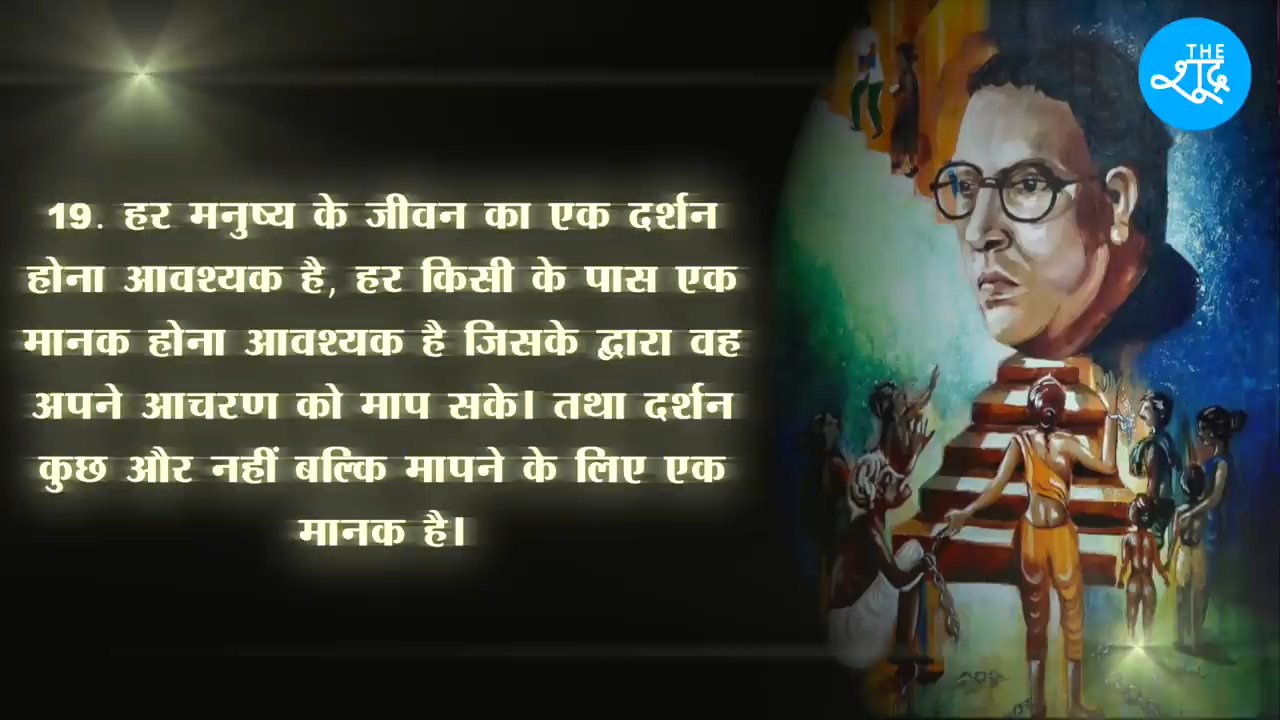 THE
शूद्र
19. हर मनुष्य के जीवन का एक दर्शन
होना आवश्यक है, हर किसी के पास एक
मानक होना आवश्यक है जिसके द्वारा वह
अपने आचरण को माप सके। तथा दर्शन
कुछ और नहीं बल्कि मापने के लिए एक
मानक है।